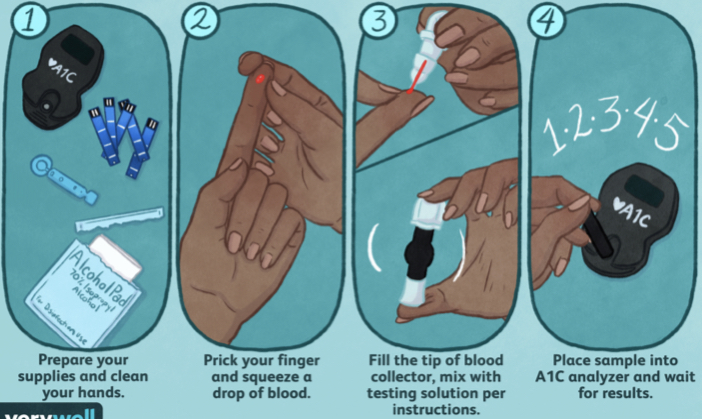 1
2
3
4
♥A1C
Alcohol Pad
70% Isopropyl
Alcohol
1·2·3·4·5
♥A1C
Prepare your
supplies and clean
your hands.
Prick your finger
and squeeze a
drop of blood.
Fill the tip of blood
collector, mix with
testing solution per
instructions.
Place sample into
A1C analyzer and wait
for results.
verywell